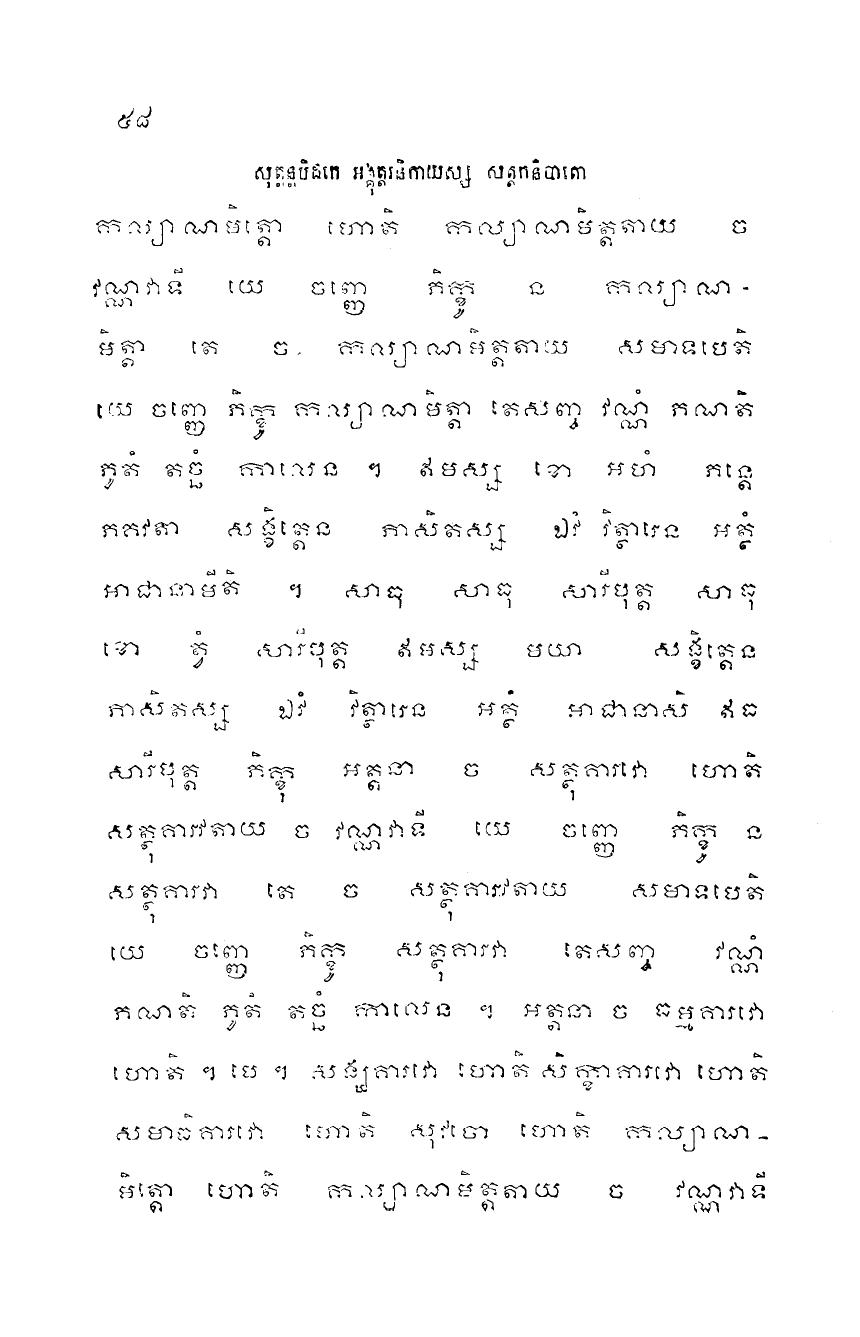 ៥៨
សុត្តន្តបិដកេ អង្គុត្តរនិកាយស្ស សត្តកនិបាតោ
កល្យាណមិត្តោ ហោតិ កល្យាណមិត្តតាយ ច
វណ្ណវាទី យេ ចញ្ញេ ភិក្ខូ ន កល្យាណ-
មិត្តា តេ ច កល្យាណមិត្តតាយ សមាទបេតិ
យេ ចញ្ញេ ភិក្ខូ កល្យាណមិត្តា តេសញ្ច វណ្ណំ ភណតិ
ភូតំ តច្ឆំ កាលេន ។ ឥមស្ស ខោ អហំ ភន្តេ
ភគវតា សង្ខិត្តេន ភាសិតស្ស ឯវំ វិត្ថារេន អត្ថំ
អាជានាមីតិ ។ សាធុ សាធុ សារីបុត្ត សាធុ
ខោ ត្វំ សារីបុត្ត ឥមស្ស មយា សង្ខិត្តេន
ភាសិតស្ស ឯវំ វិត្ថារេន អត្ថំ អាជានាសិ ឥធ
សារីបុត្ត ភិក្ខុ អត្តនា ច សត្ថុគារវោ ហោតិ
សត្ថុគារវតាយ ច វណ្ណវាទី យេ ចញ្ញេ ភិក្ខូ ន
សត្ថុគារវា តេ ច សត្ថុគារវតាយ សមាទបេតិ
យេ ចញ្ញេ ភិក្ខូ សត្ថុគារវា តេសញ្ច វណ្ណំ
ភណតិ ភូតំ តច្ឆំ កាលេន ។ អត្តនា ច ធម្មគារវោ
ហោតិ ។ បេ ។ សង្ឃគារវោ ហោតិ សិក្ខាគារវោ ហោតិ
សមាធិគារវោ ហោតិ សុវចោ ហោតិ កល្យាណ-
មិត្តោ ហោតិ កល្យាណមិត្តតាយ ច វណ្ណវាទី